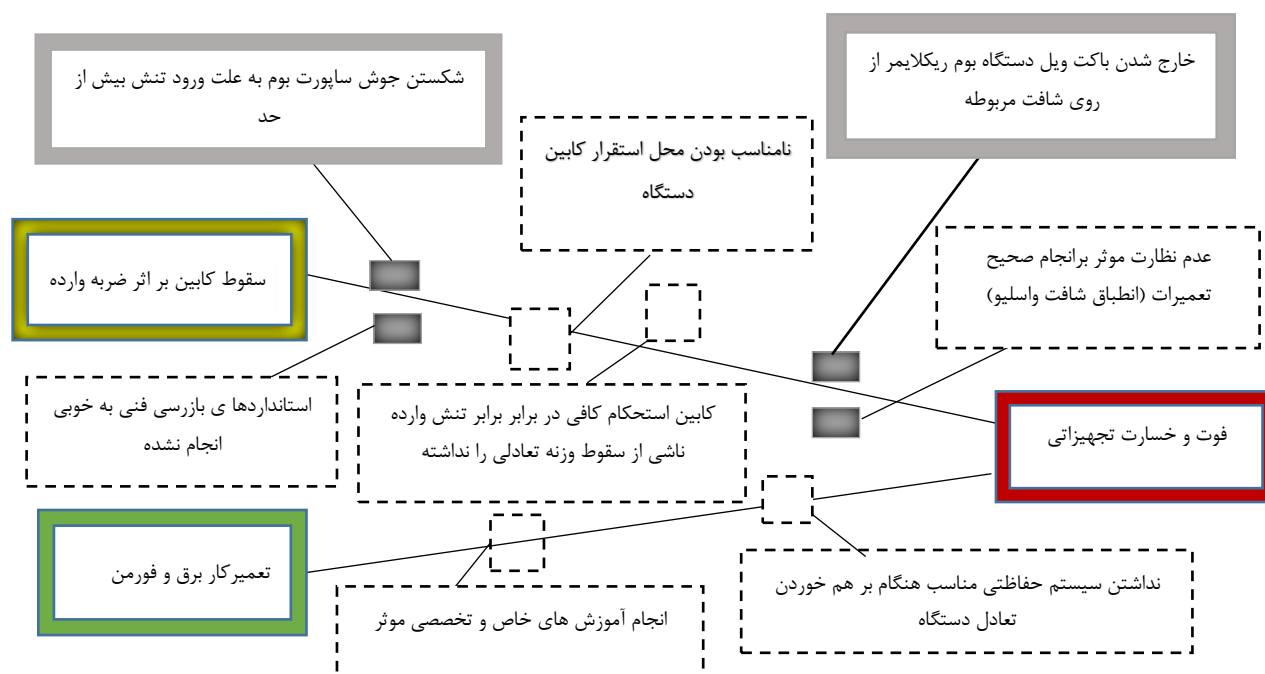 خارج شدن باکت ویل دستگاه بوم ریکلایمر از
روی شافت مربوطه
شکستن جوش ساپورت بوم به علت ورود تنش بیش از
حد
نامناسب بودن محل استقرار کابین
دستگاه
عدم نظارت موثر برانجام صحیح
تعمیرات (انطباق شافت واسلیو)
سقوط کابین بر اثر ضربه وارده
استانداردها ی بازرسی فنی به خوبی
انجام نشده
کابین استحکام کافی در برابر برابر تنش وارده
ناشی از سقوط وزنه تعادلی را نداشته
فوت و خسارت تجهیزاتی
تعمیرکار برق و فورمن
انجام آموزش های خاص و تخصصی موثر
نداشتن سیستم حفاظتی مناسب هنگام بر هم خوردن
تعادل دستگاه